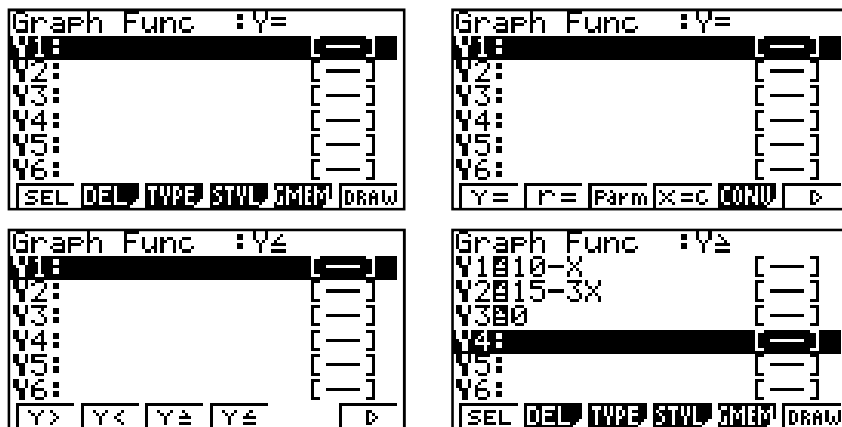 Graph Func :Y=
Y1: [—]
Y2: [—]
Y3: [—]
Y4: [—]
Y5: [—]
Y6: [—]
SEL DEL TYPE STYL GMEM DRAW
Graph Func :Y=
Y1: [—]
Y2: [—]
Y3: [—]
Y4: [—]
Y5: [—]
Y6: [—]
Y= r= Parm X=c CONV ▷
Graph Func :Y≤
Y1: [—]
Y2: [—]
Y3: [—]
Y4: [—]
Y5: [—]
Y6: [—]
Y> Y< Y≥ Y≤ ▷
Graph Func :Y≥
Y1≥10-X [—]
Y2≥15-3X [—]
Y3≥0 [—]
Y4: [—]
Y5: [—]
Y6: [—]
SEL DEL TYPE STYL GMEM DRAW